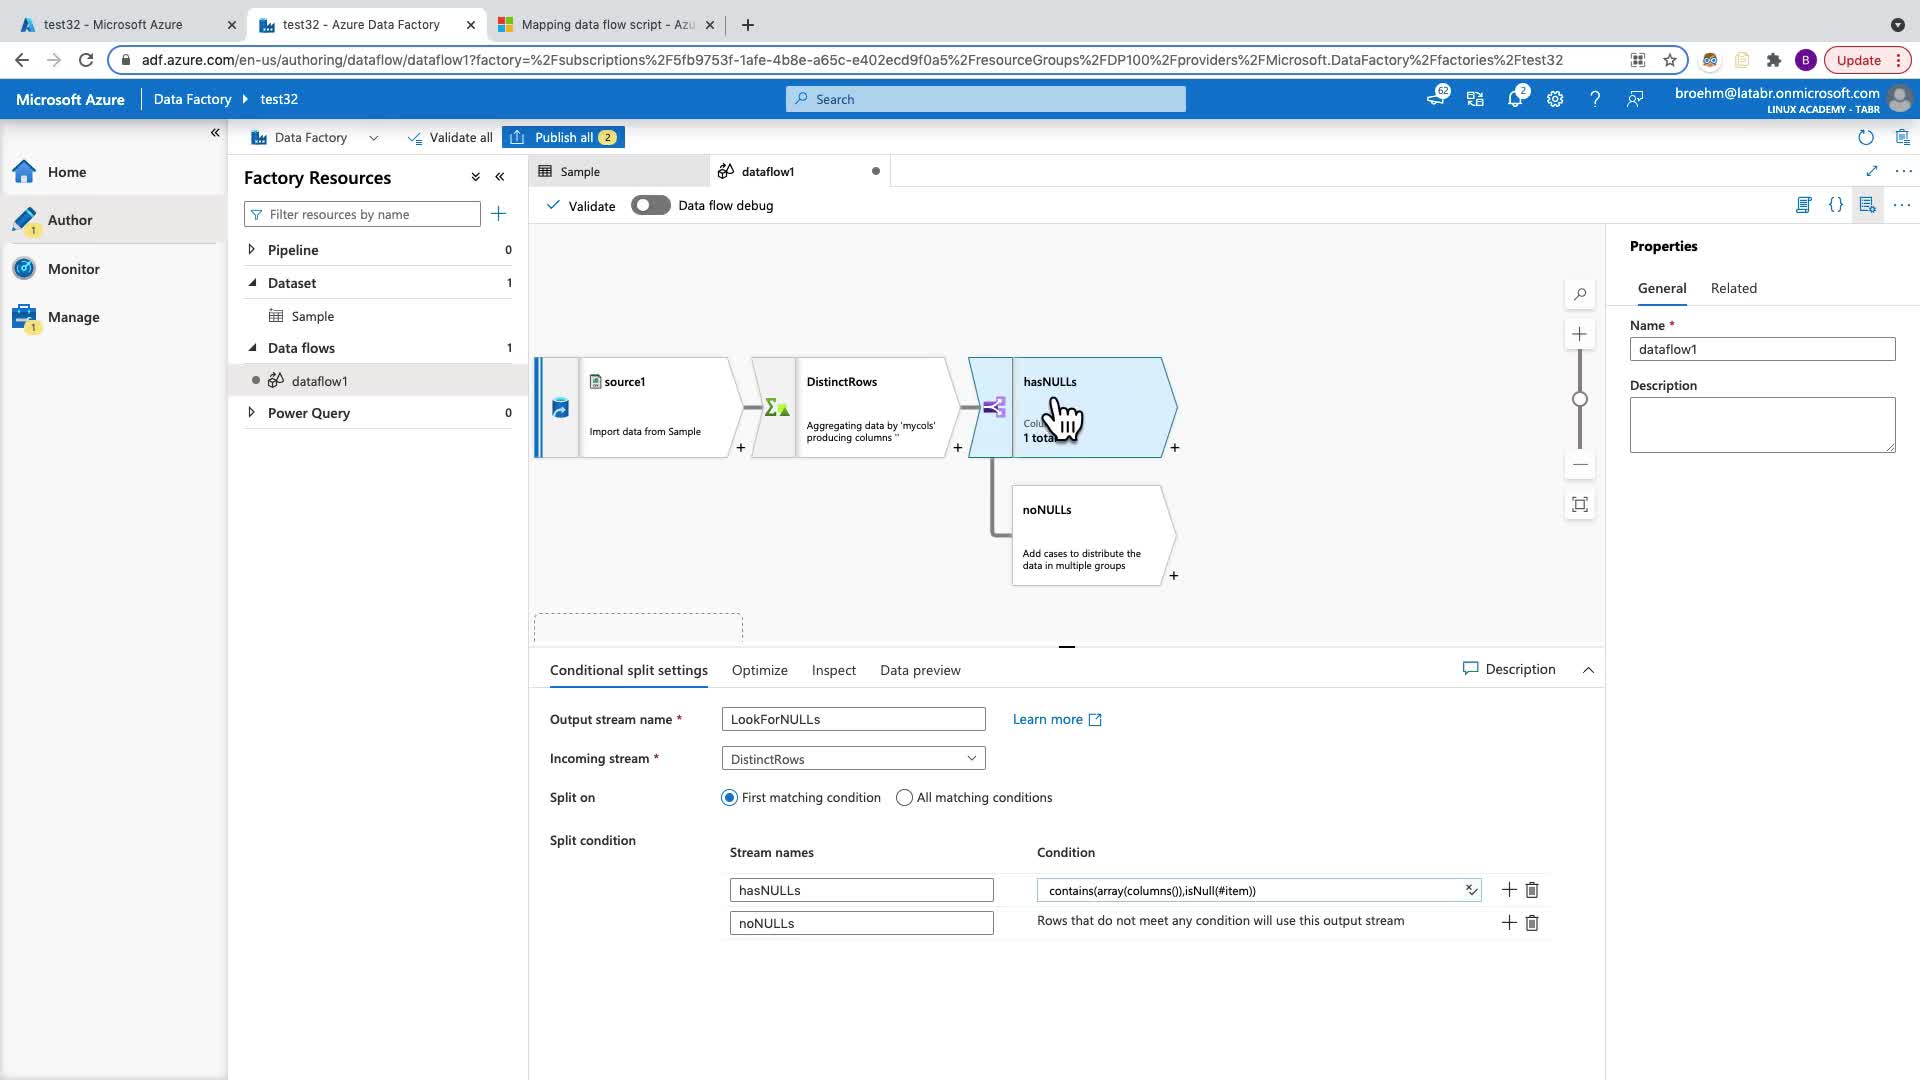 test32 - Microsoft Azure
test32 - Azure Data Factory
Mapping data flow script - Azu
adf.azure.com/en-us/authoring/dataflow/dataflow1?factory=%2Fsubscriptions%2F5fb9753f-1afe-4b8e-a65c-e402ecd9f0a5%2FresourceGroups%2FDP100%2Fproviders%2FMicrosoft.DataFactory%2Ffactories%2Ftest32
B
Update
Microsoft Azure
Data Factory
test32
Search
62
2
broehm@latabr.onmicrosoft.com
LINUX ACADEMY - TABR
Data Factory
Validate all
Publish all 2
Home
Author
1
Monitor
Manage
1
Factory Resources
Filter resources by name
Pipeline 0
Dataset 1
Sample
Data flows 1
dataflow1
Power Query 0
Sample
dataflow1
Validate
Data flow debug
source1
Import data from Sample
DistinctRows
Aggregating data by 'mycols'
producing columns ''
hasNULLs
1 total
noNULLs
Add cases to distribute the
data in multiple groups
Properties
General
Related
Name *
dataflow1
Description
Conditional split settings
Optimize
Inspect
Data preview
Description
Output stream name *
LookForNULLs
Learn more
Incoming stream *
DistinctRows
Split on
First matching condition
All matching conditions
Split condition
Stream names
Condition
hasNULLs
contains(array(columns()),isNull(#item))
noNULLs
Rows that do not meet any condition will use this output stream